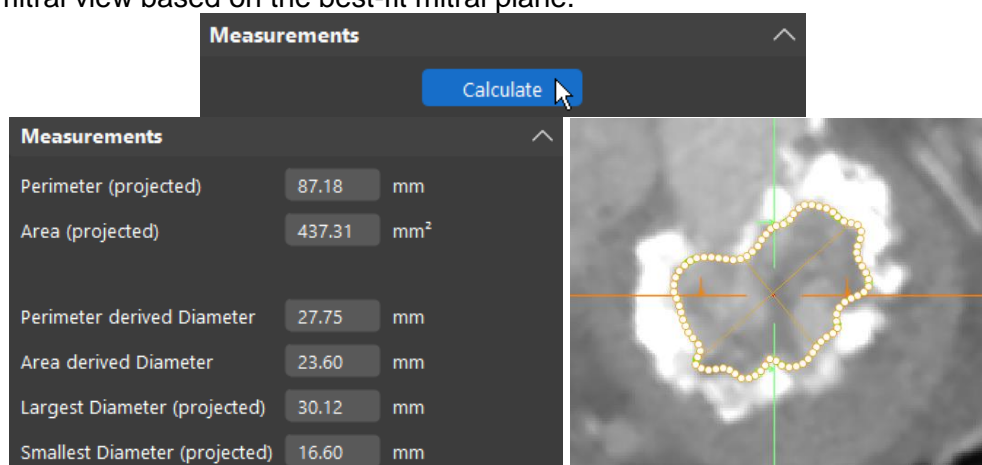 mitral view based on the best-fit mitral plane.
Measurements
Calculate
Measurements
Perimeter (projected) 87.18 mm
Area (projected) 437.31 mm²
Perimeter derived Diameter 27.75 mm
Area derived Diameter 23.60 mm
Largest Diameter (projected) 30.12 mm
Smallest Diameter (projected) 16.60 mm